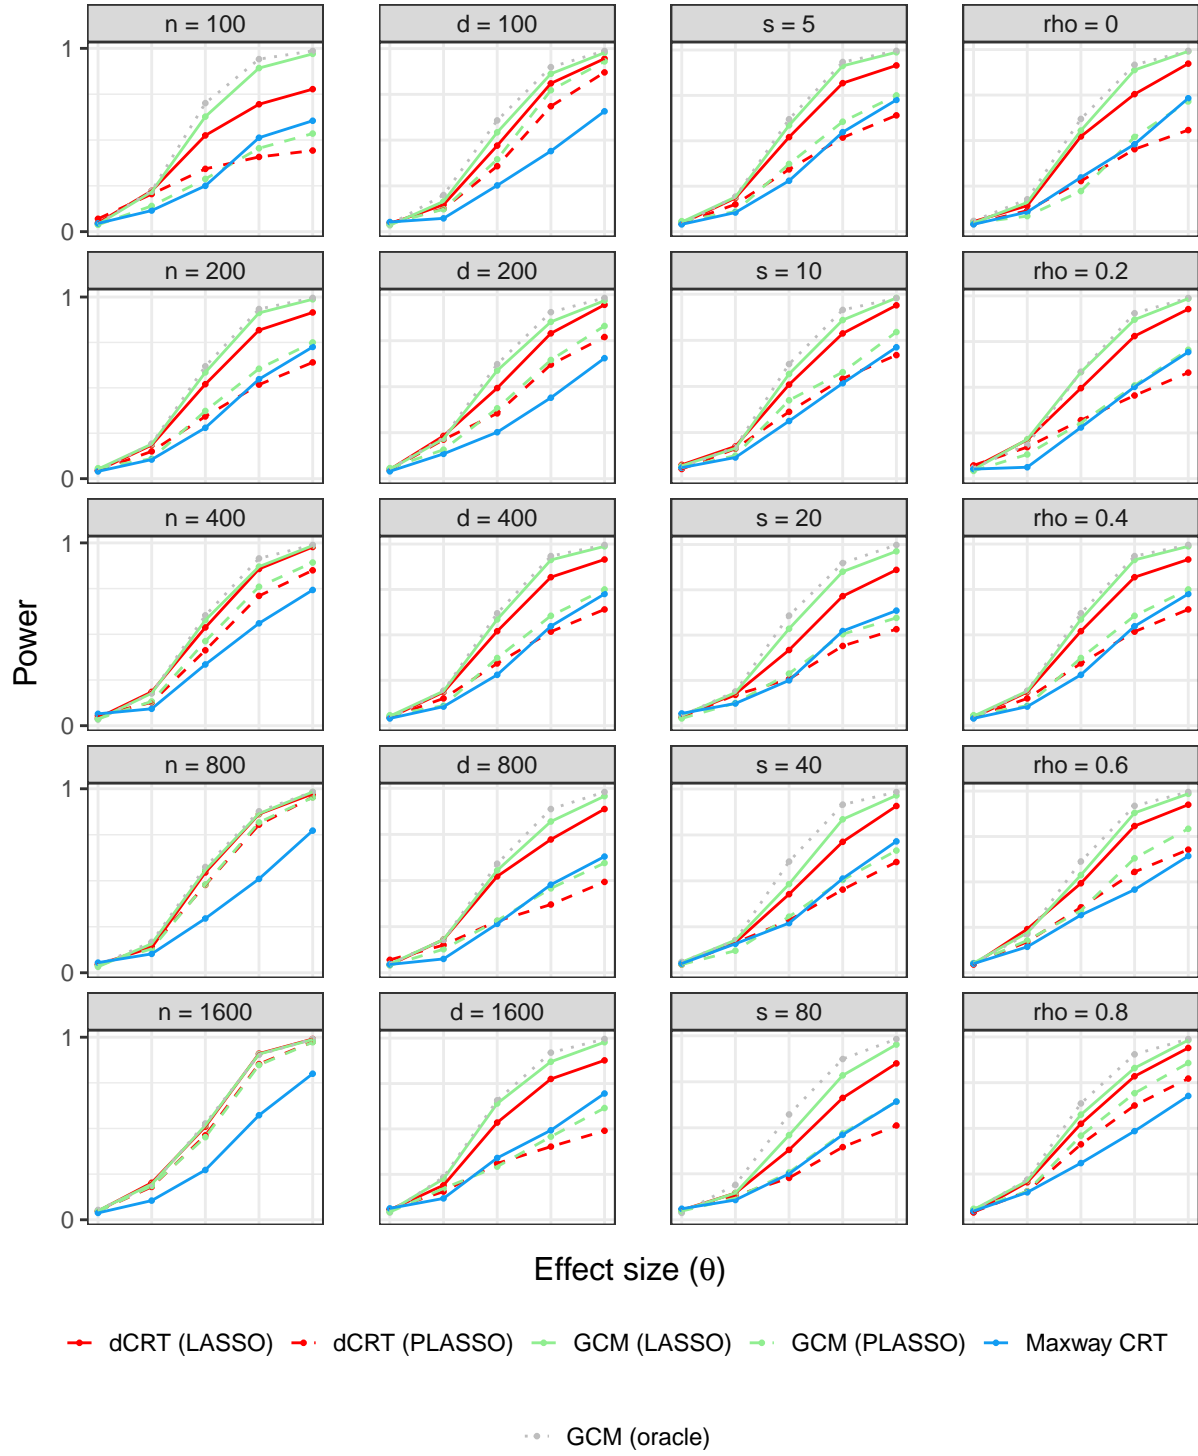 n = 100 d = 100 s = 5 rho = 0
1
0
n = 200 d = 200 s = 10 rho = 0.2
1
0
n = 400 d = 400 s = 20 rho = 0.4
1
0
n = 800 d = 800 s = 40 rho = 0.6
1
0
n = 1600 d = 1600 s = 80 rho = 0.8
1
0
Power
Effect size (θ)
dCRT (LASSO) dCRT (PLASSO) GCM (LASSO) GCM (PLASSO) Maxway CRT
GCM (oracle)